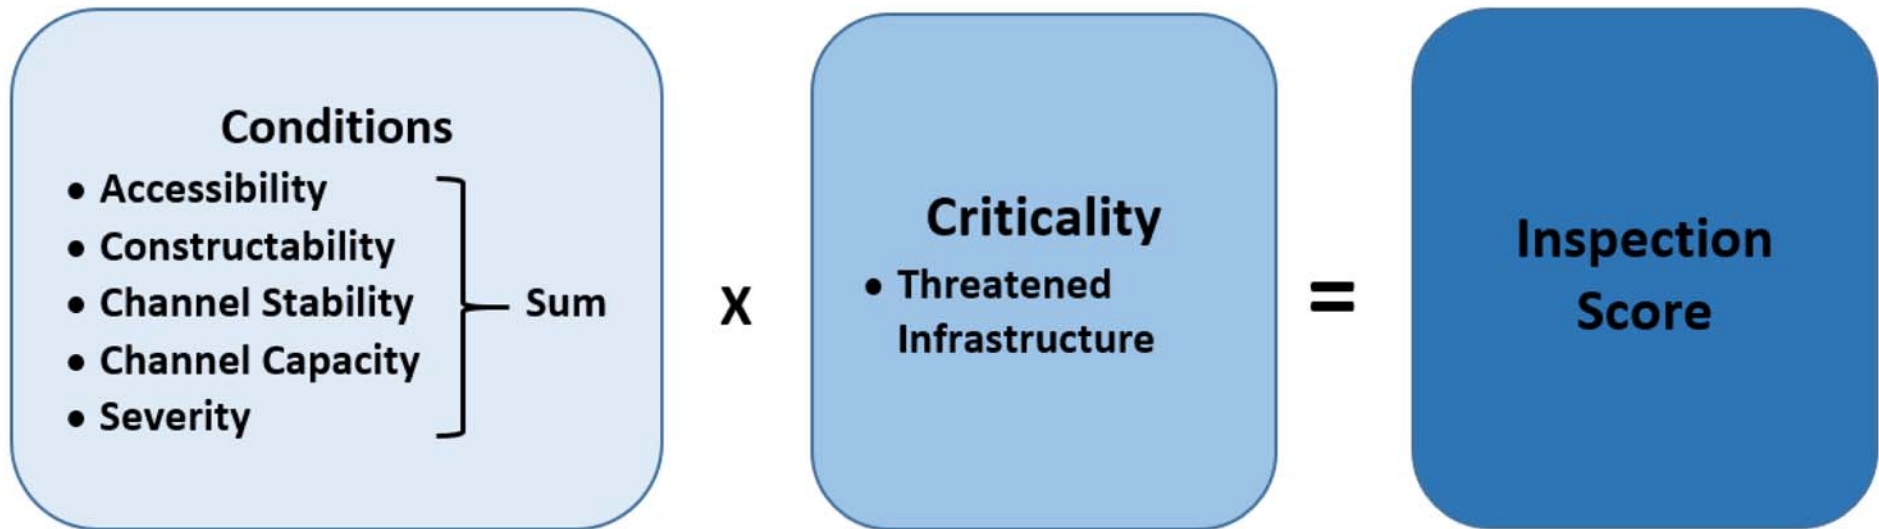 Conditions
• Accessibility
• Constructability
• Channel Stability
• Channel Capacity
• Severity
Sum
X
Criticality
• Threatened
Infrastructure
=
Inspection
Score